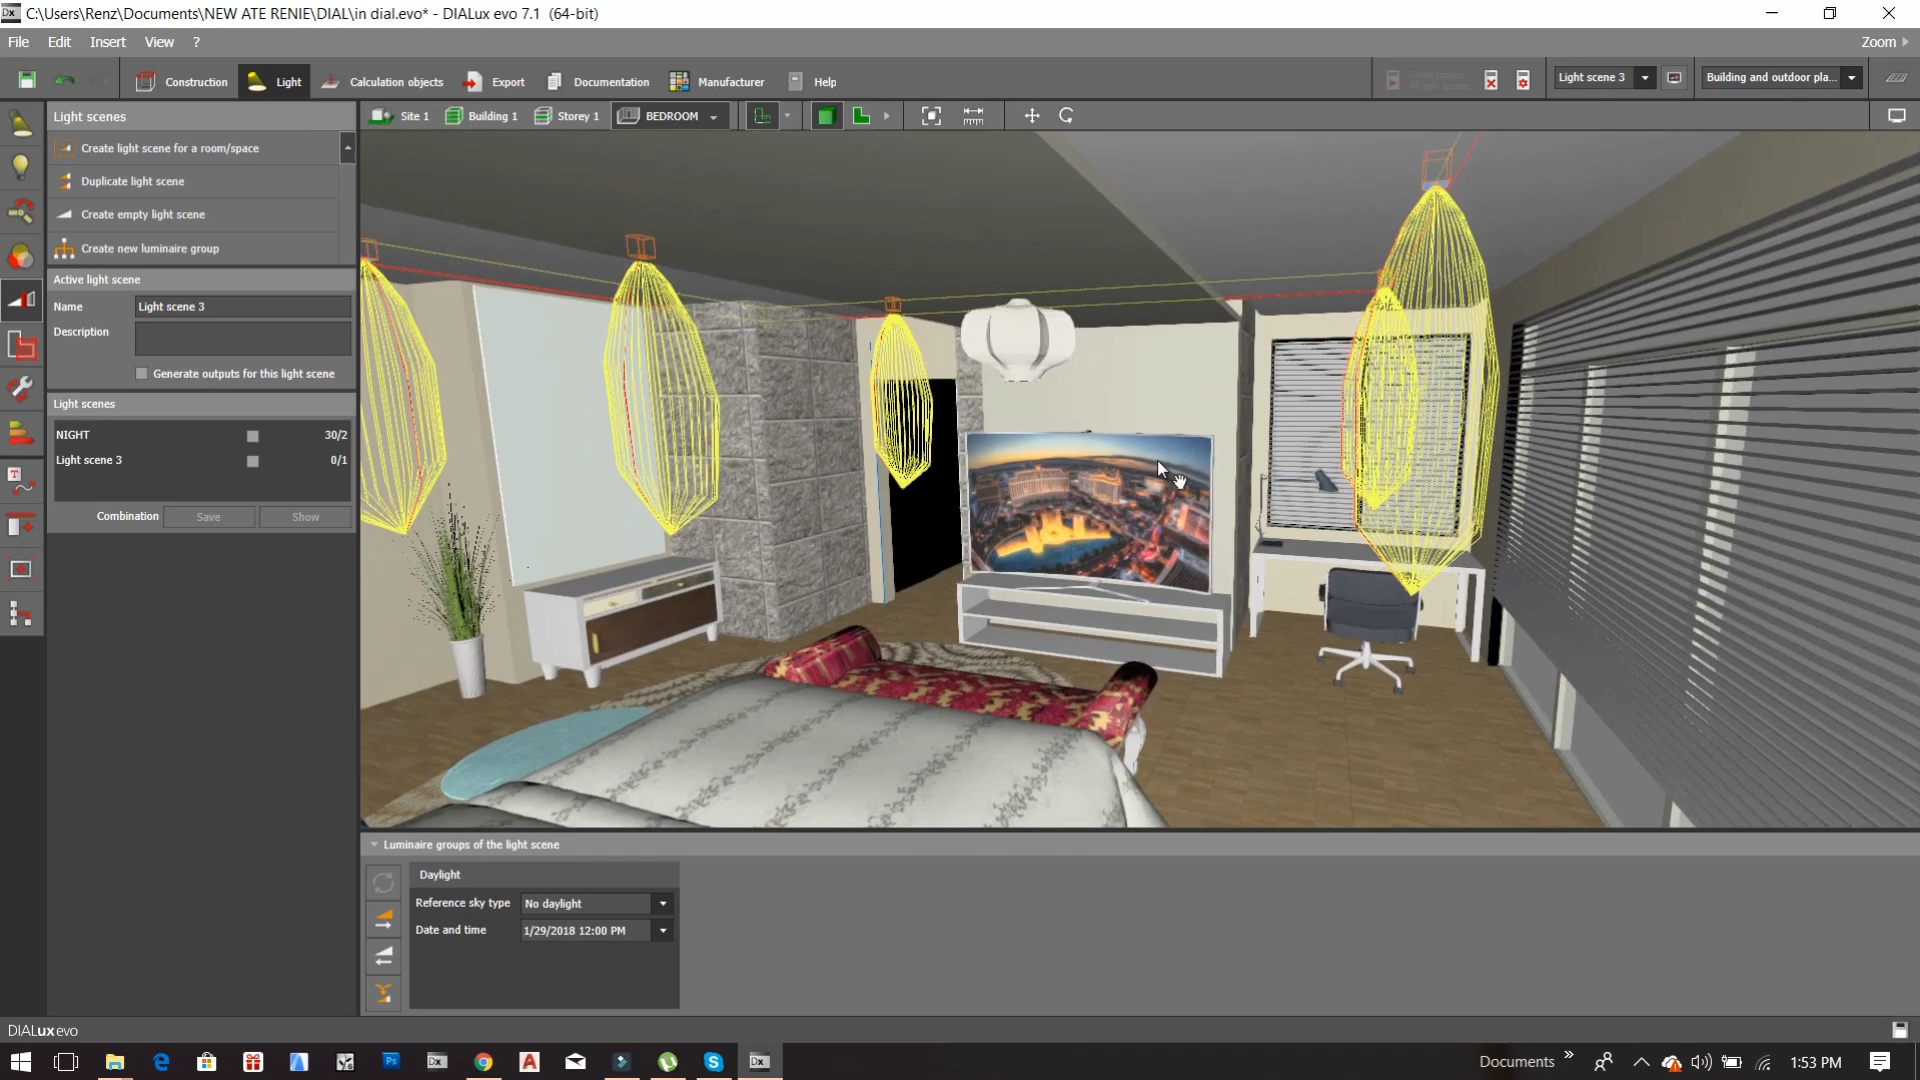 C:\Users\Renz\Documents\NEW ATE RENIE\DIAL\in dial.evo* - DIALux evo 7.1 (64-bit)
File Edit Insert View ? Zoom
Construction Light Calculation objects Export Documentation Manufacturer Help Light scene 3 Building and outdoor pla...
Light scenes Site 1 Building 1 Storey 1 BEDROOM
Create light scene for a room/space
Duplicate light scene
Create empty light scene
Create new luminaire group
Active light scene
Name Light scene 3
Description
Generate outputs for this light scene
Light scenes
NIGHT 30/2
Light scene 3 0/1
Combination Save Show
Luminaire groups of the light scene
Daylight
Reference sky type No daylight
Date and time 1/29/2018 12:00 PM
DIALux evo
Documents » 1:53 PM